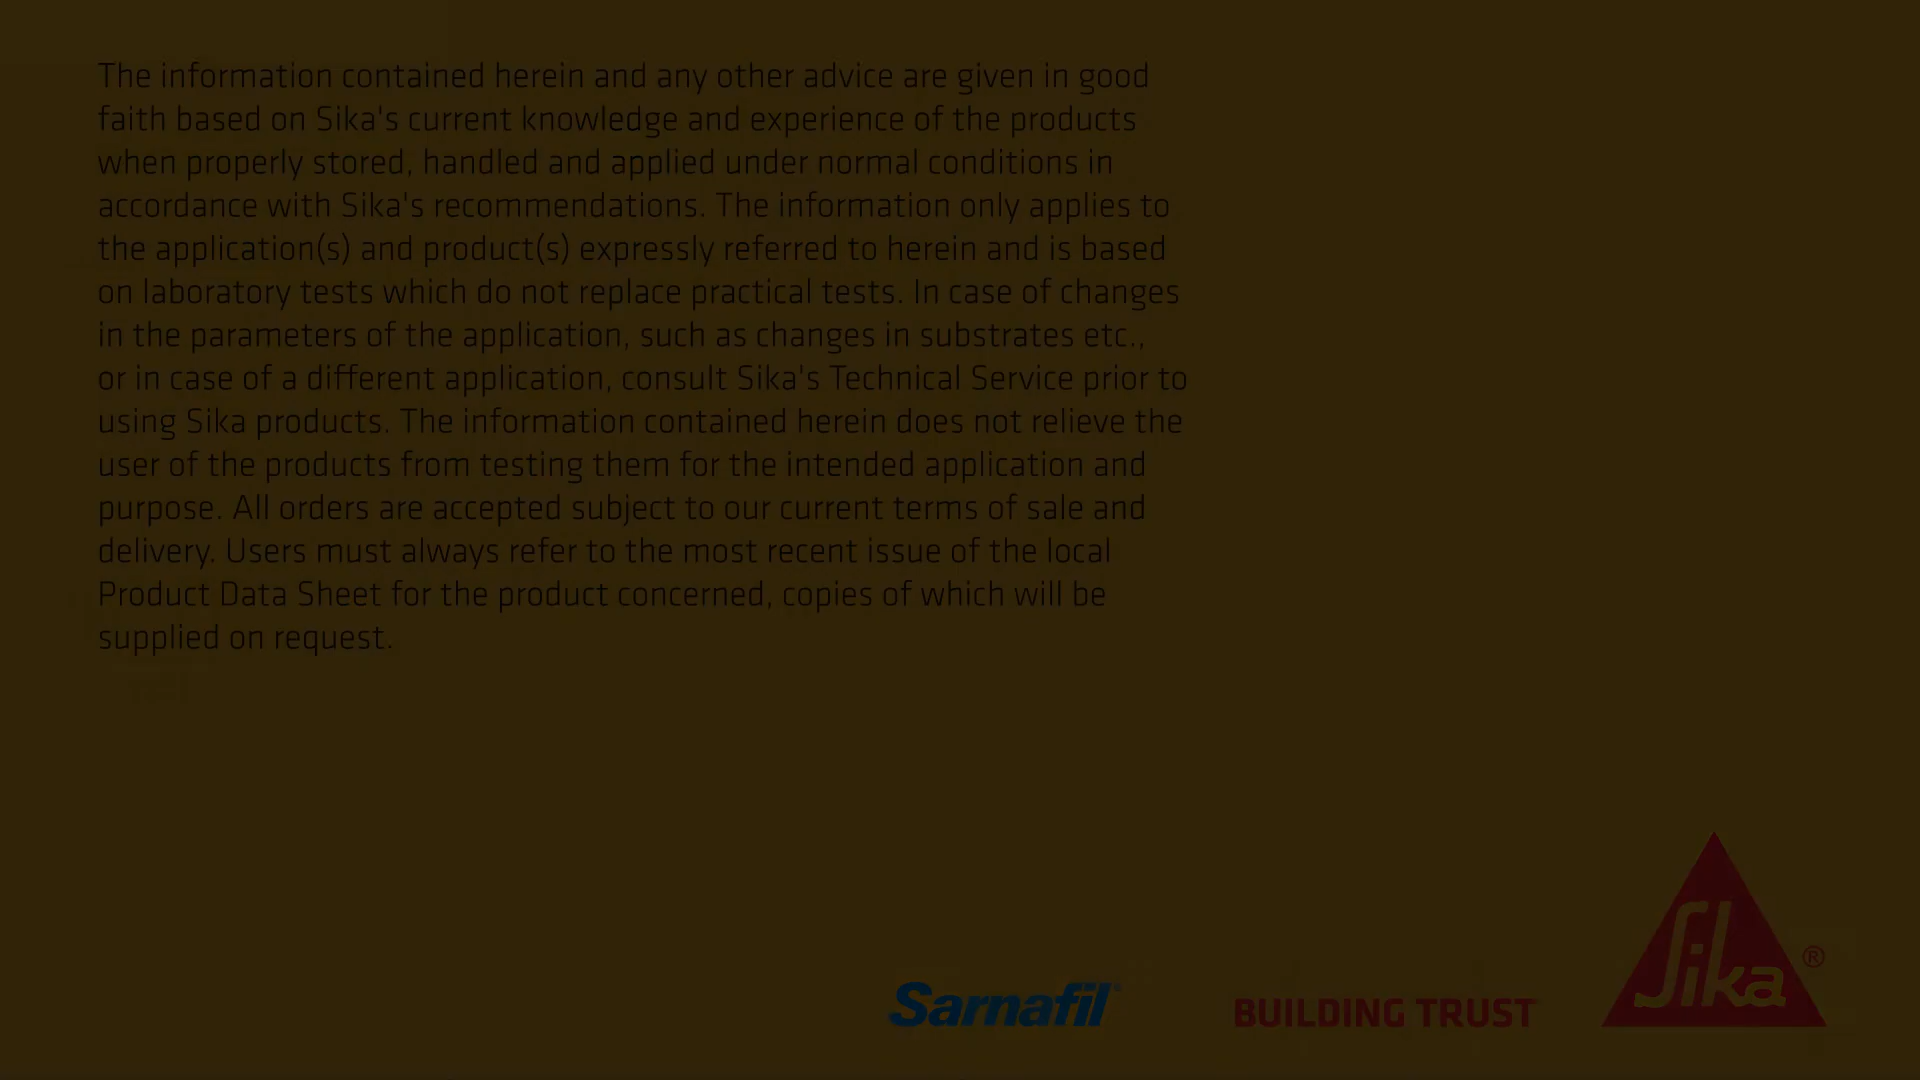 The information contained herein and any other advice are given in good
faith based on Sika's current knowledge and experience of the products
when properly stored, handled and applied under normal conditions in
accordance with Sika's recommendations. The information only applies to
the application(s) and product(s) expressly referred to herein and is based
on laboratory tests which do not replace practical tests. In case of changes
in the parameters of the application, such as changes in substrates etc.,
or in case of a different application, consult Sika's Technical Service prior to
using Sika products. The information contained herein does not relieve the
user of the products from testing them for the intended application and
purpose. All orders are accepted subject to our current terms of sale and
delivery. Users must always refer to the most recent issue of the local
Product Data Sheet for the product concerned, copies of which will be
supplied on request.
Sarnafil®
BUILDING TRUST
Sika®